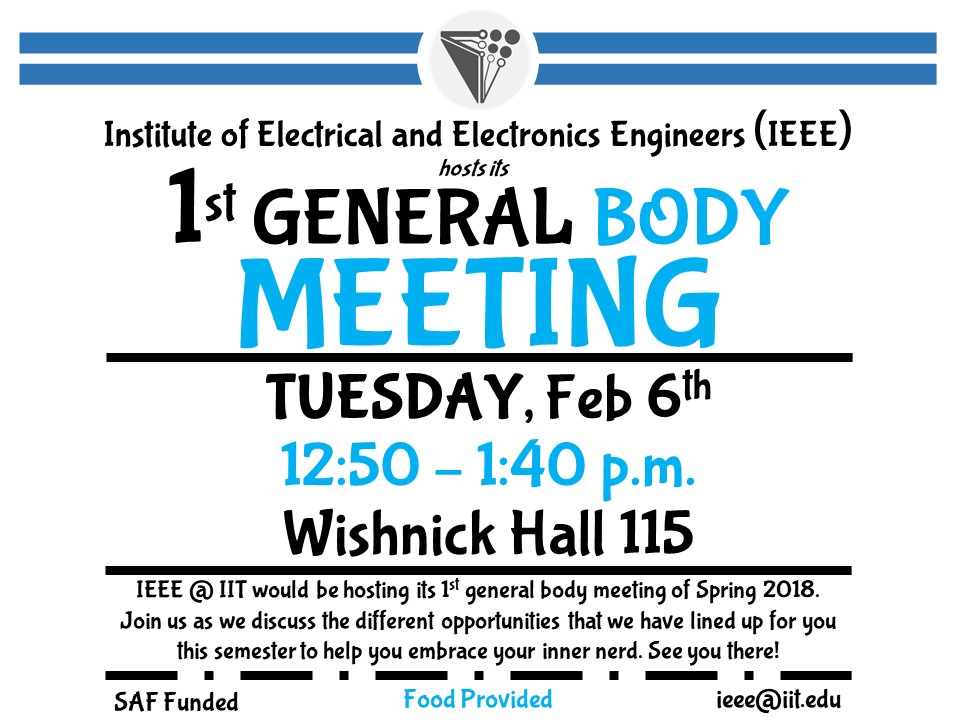 Institute of Electrical and Electronics Engineers (IEEE)
hosts its
1st GENERAL BODY
MEETING
TUESDAY, Feb 6th
12:50 – 1:40 p.m.
Wishnick Hall 115
IEEE @ IIT would be hosting its 1st general body meeting of Spring 2018.
Join us as we discuss the different opportunities that we have lined up for you
this semester to help you embrace your inner nerd. See you there!
SAF Funded Food Provided ieee@iit.edu